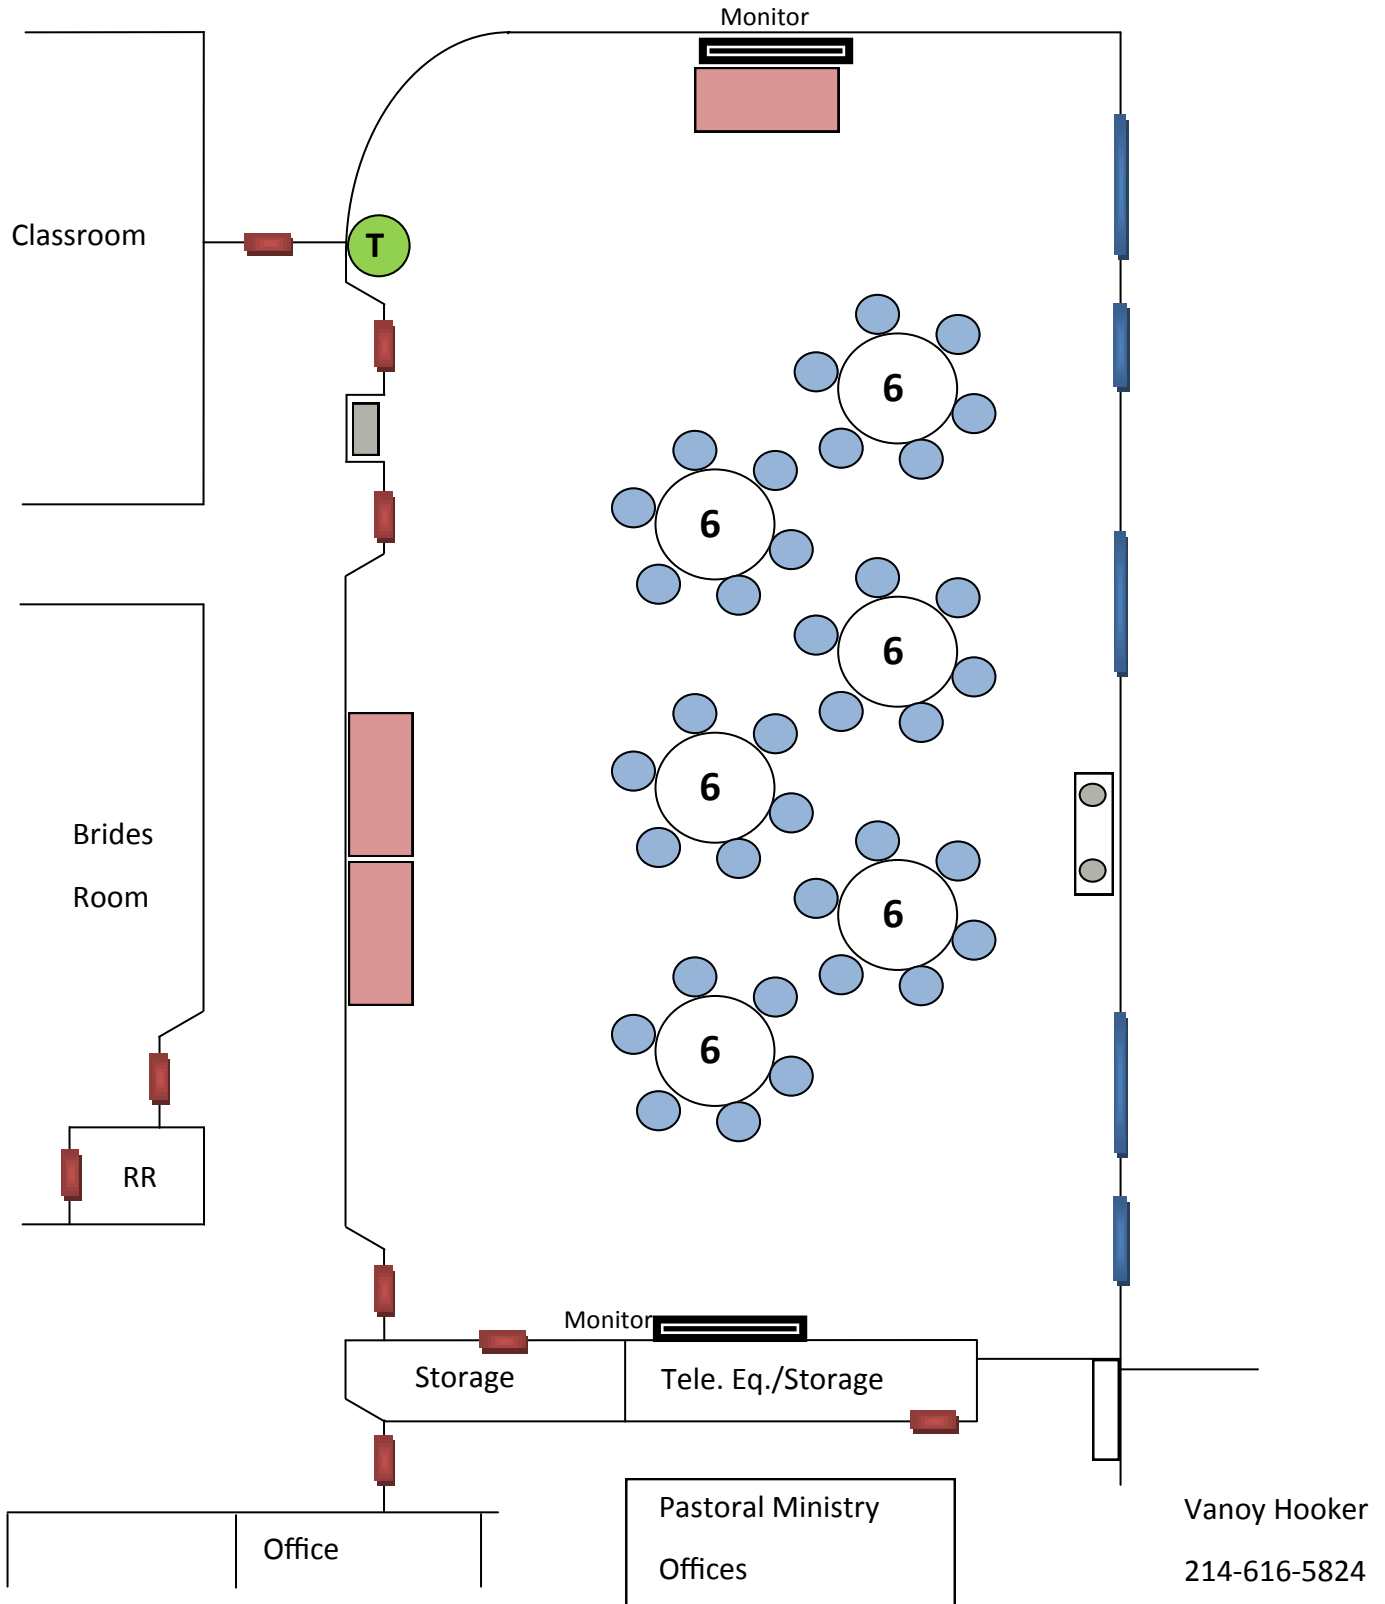 Monitor
Classroom
T
6
6
6
6
Brides
Room
6
6
RR
Monitor
Storage
Tele. Eq./Storage
Pastoral Ministry
Offices
Office
Vanoy Hooker
214-616-5824